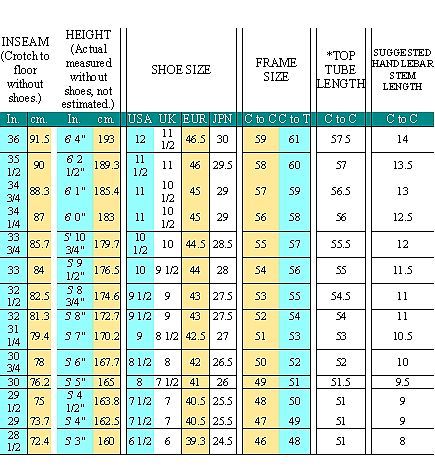 INSEAM (Crotch to floor without shoes.) HEIGHT (Actual measured without shoes, not estimated.) SHOE SIZE FRAME SIZE *TOP TUBE LENGTH SUGGESTED HANDLEBAR STEM LENGTH
In. cm. In. cm. USA UK EUR JPN C to C C to T C to C C to C
36 91.5 6' 4" 193 12 11 1/2 46.5 30 59 61 57.5 14
35 1/2 90 6' 2 1/2" 189.3 11 1/2 11 46 29.5 58 60 57 13.5
34 3/4 88.3 6' 1" 185.4 11 10 1/2 45 29 57 59 56.5 13
34 1/4 87 6' 0" 183 11 10 1/2 45 29 56 58 56 12.5
33 3/4 85.7 5' 10 3/4" 179.7 10 1/2 10 44.5 28.5 55 57 55.5 12
33 84 5' 9 1/2" 176.5 10 9 1/2 44 28 54 56 55 11.5
32 1/2 82.5 5' 8 3/4" 174.6 9 1/2 9 43 27.5 53 55 54.5 11
32 81.3 5' 8" 172.7 9 1/2 9 43 27.5 52 54 54 11
31 1/4 79.4 5' 7" 170.2 9 8 1/2 42.5 27 51 53 53 10.5
30 3/4 78 5' 6" 167.7 8 1/2 8 42 26.5 50 52 52 10
30 76.2 5' 5" 165 8 7 1/2 41 26 49 51 51.5 9.5
29 1/2 75 5' 4 1/2" 163.8 7 1/2 7 40.5 25.5 48 50 51 9
29 73.7 5' 4" 162.5 7 1/2 7 40.5 25.5 47 49 51 9
28 1/2 72.4 5' 3" 160 6 1/2 6 39.3 24.5 46 48 51 8